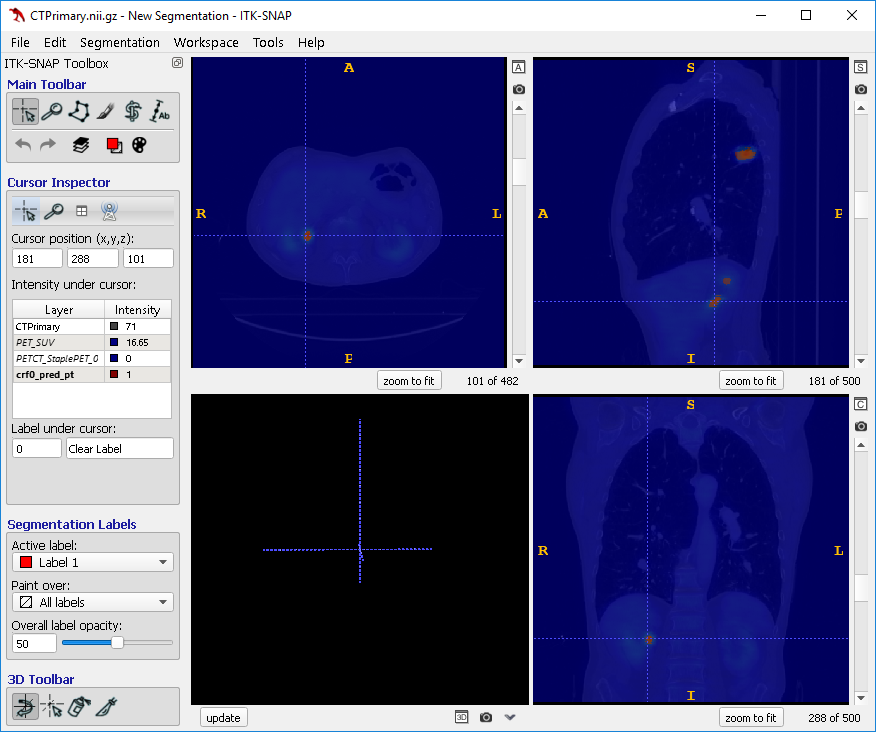 CTPrimary.nii.gz - New Segmentation - ITK-SNAP
File Edit Segmentation Workspace Tools Help
ITK-SNAP Toolbox
Main Toolbar
Ab
Cursor Inspector
Cursor position (x,y,z):
181 288 101
Intensity under cursor:
Layer Intensity
CTPrimary 71
PET_SUV 16.65
PETCT_StaplePET_0 0
crf0_pred_pt 1
Label under cursor:
0 Clear Label
Segmentation Labels
Active label:
Label 1
Paint over:
All labels
Overall label opacity:
50
3D Toolbar
A
R
L
P
A
zoom to fit 101 of 482
S
A
P
I
S
zoom to fit 181 of 500
update
3D
S
R
L
I
C
zoom to fit 288 of 500